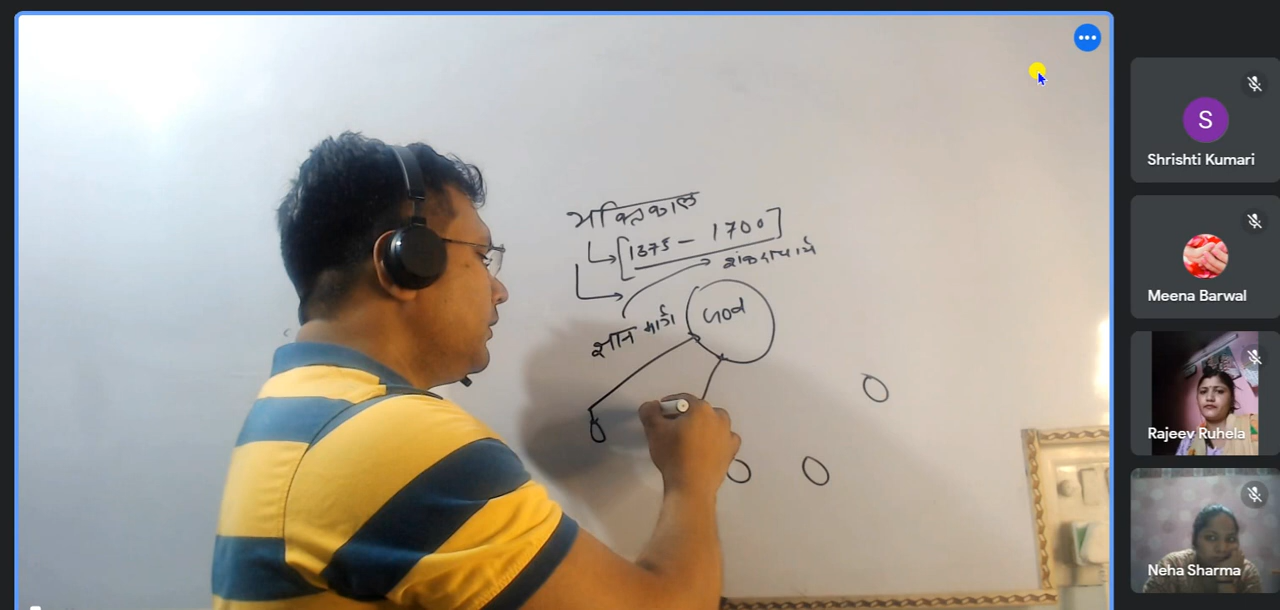 भक्तिकाल
[1375 - 1700]
शंकराचार्य
ज्ञान मार्ग
God
S
Shrishti Kumari
Meena Barwal
Rajeev Ruhela
Neha Sharma